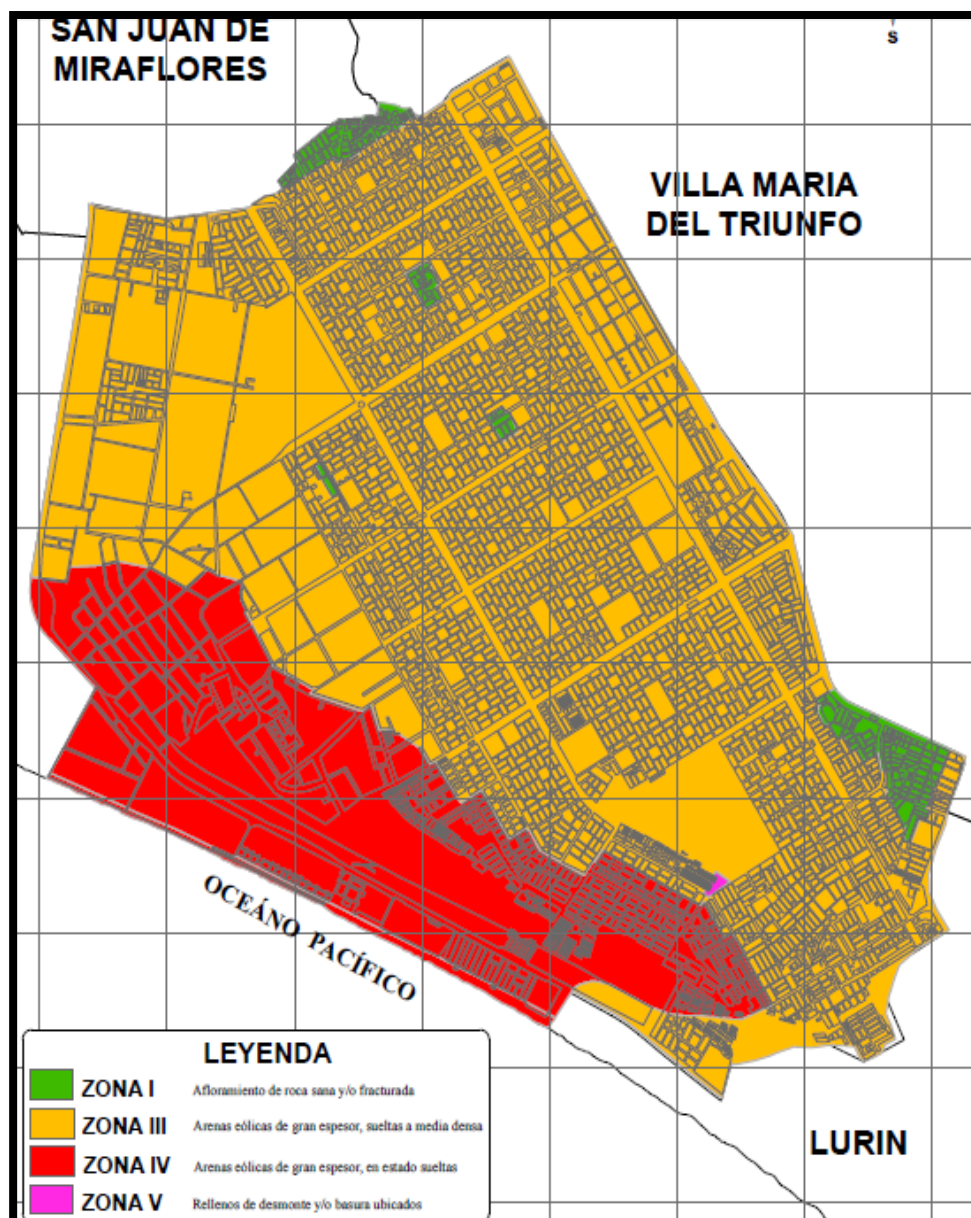 SAN JUAN DE
MIRAFLORES
S
VILLA MARIA
DEL TRIUNFO
OCEÁNO PACÍFICO
LURIN
LEYENDA
ZONA I Afloramiento de roca sana y/o fracturada
ZONA III Arenas eólicas de gran espesor, sueltas a media densa
ZONA IV Arenas eólicas de gran espesor, en estado sueltas
ZONA V Rellenos de desmonte y/o basura ubicados